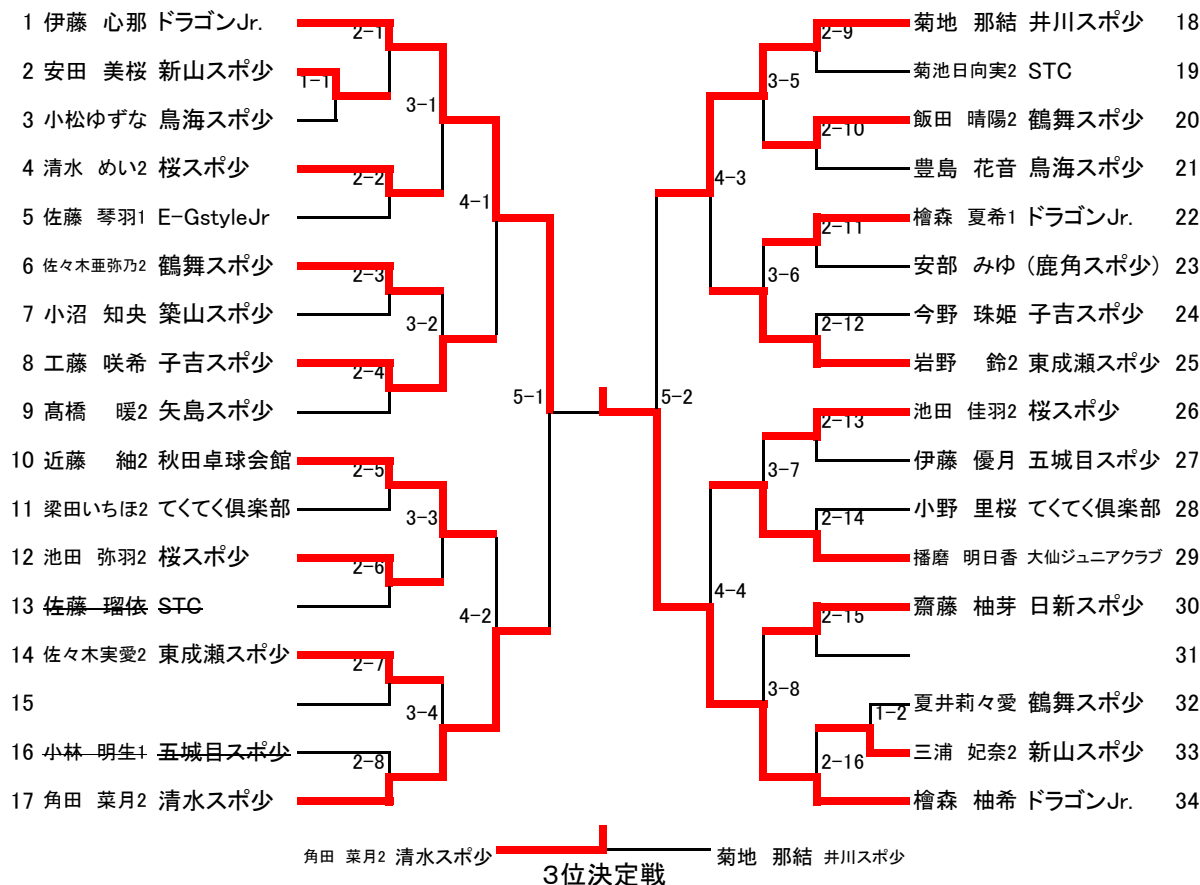 1 伊藤 心那 ドラゴンJr.
2 安田 美桜 新山スポ少
3 小松ゆずな 鳥海スポ少
4 清水 めい2 桜スポ少
5 佐藤 琴羽1 E-GstyleJr
6 佐々木亜弥乃2 鶴舞スポ少
7 小沼 知央 築山スポ少
8 工藤 咲希 子吉スポ少
9 髙橋 暖2 矢島スポ少
10 近藤 紬2 秋田卓球会館
11 梁田いちほ2 てくてく倶楽部
12 池田 弥羽2 桜スポ少
13 佐藤 瑠依 STC
14 佐々木実愛2 東成瀬スポ少
15
16 小林 明生1 五城目スポ少
17 角田 菜月2 清水スポ少
1-1
2-1
2-2
2-3
2-4
2-5
2-6
2-7
2-8
3-1
3-2
3-3
3-4
4-1
4-2
5-1
5-2
4-3
4-4
3-5
3-6
3-7
3-8
2-9
2-10
2-11
2-12
2-13
2-14
2-15
2-16
1-2
菊地 那結 井川スポ少 18
菊池日向実2 STC 19
飯田 晴陽2 鶴舞スポ少 20
豊島 花音 鳥海スポ少 21
檜森 夏希1 ドラゴンJr. 22
安部 みゆ (鹿角スポ少) 23
今野 珠姫 子吉スポ少 24
岩野 鈴2 東成瀬スポ少 25
池田 佳羽2 桜スポ少 26
伊藤 優月 五城目スポ少 27
小野 里桜 てくてく倶楽部 28
播磨 明日香 大仙ジュニアクラブ 29
齋藤 柚芽 日新スポ少 30
31
夏井莉々愛 鶴舞スポ少 32
三浦 妃奈2 新山スポ少 33
檜森 柚希 ドラゴンJr. 34
角田 菜月2 清水スポ少
菊地 那結 井川スポ少
3位決定戦